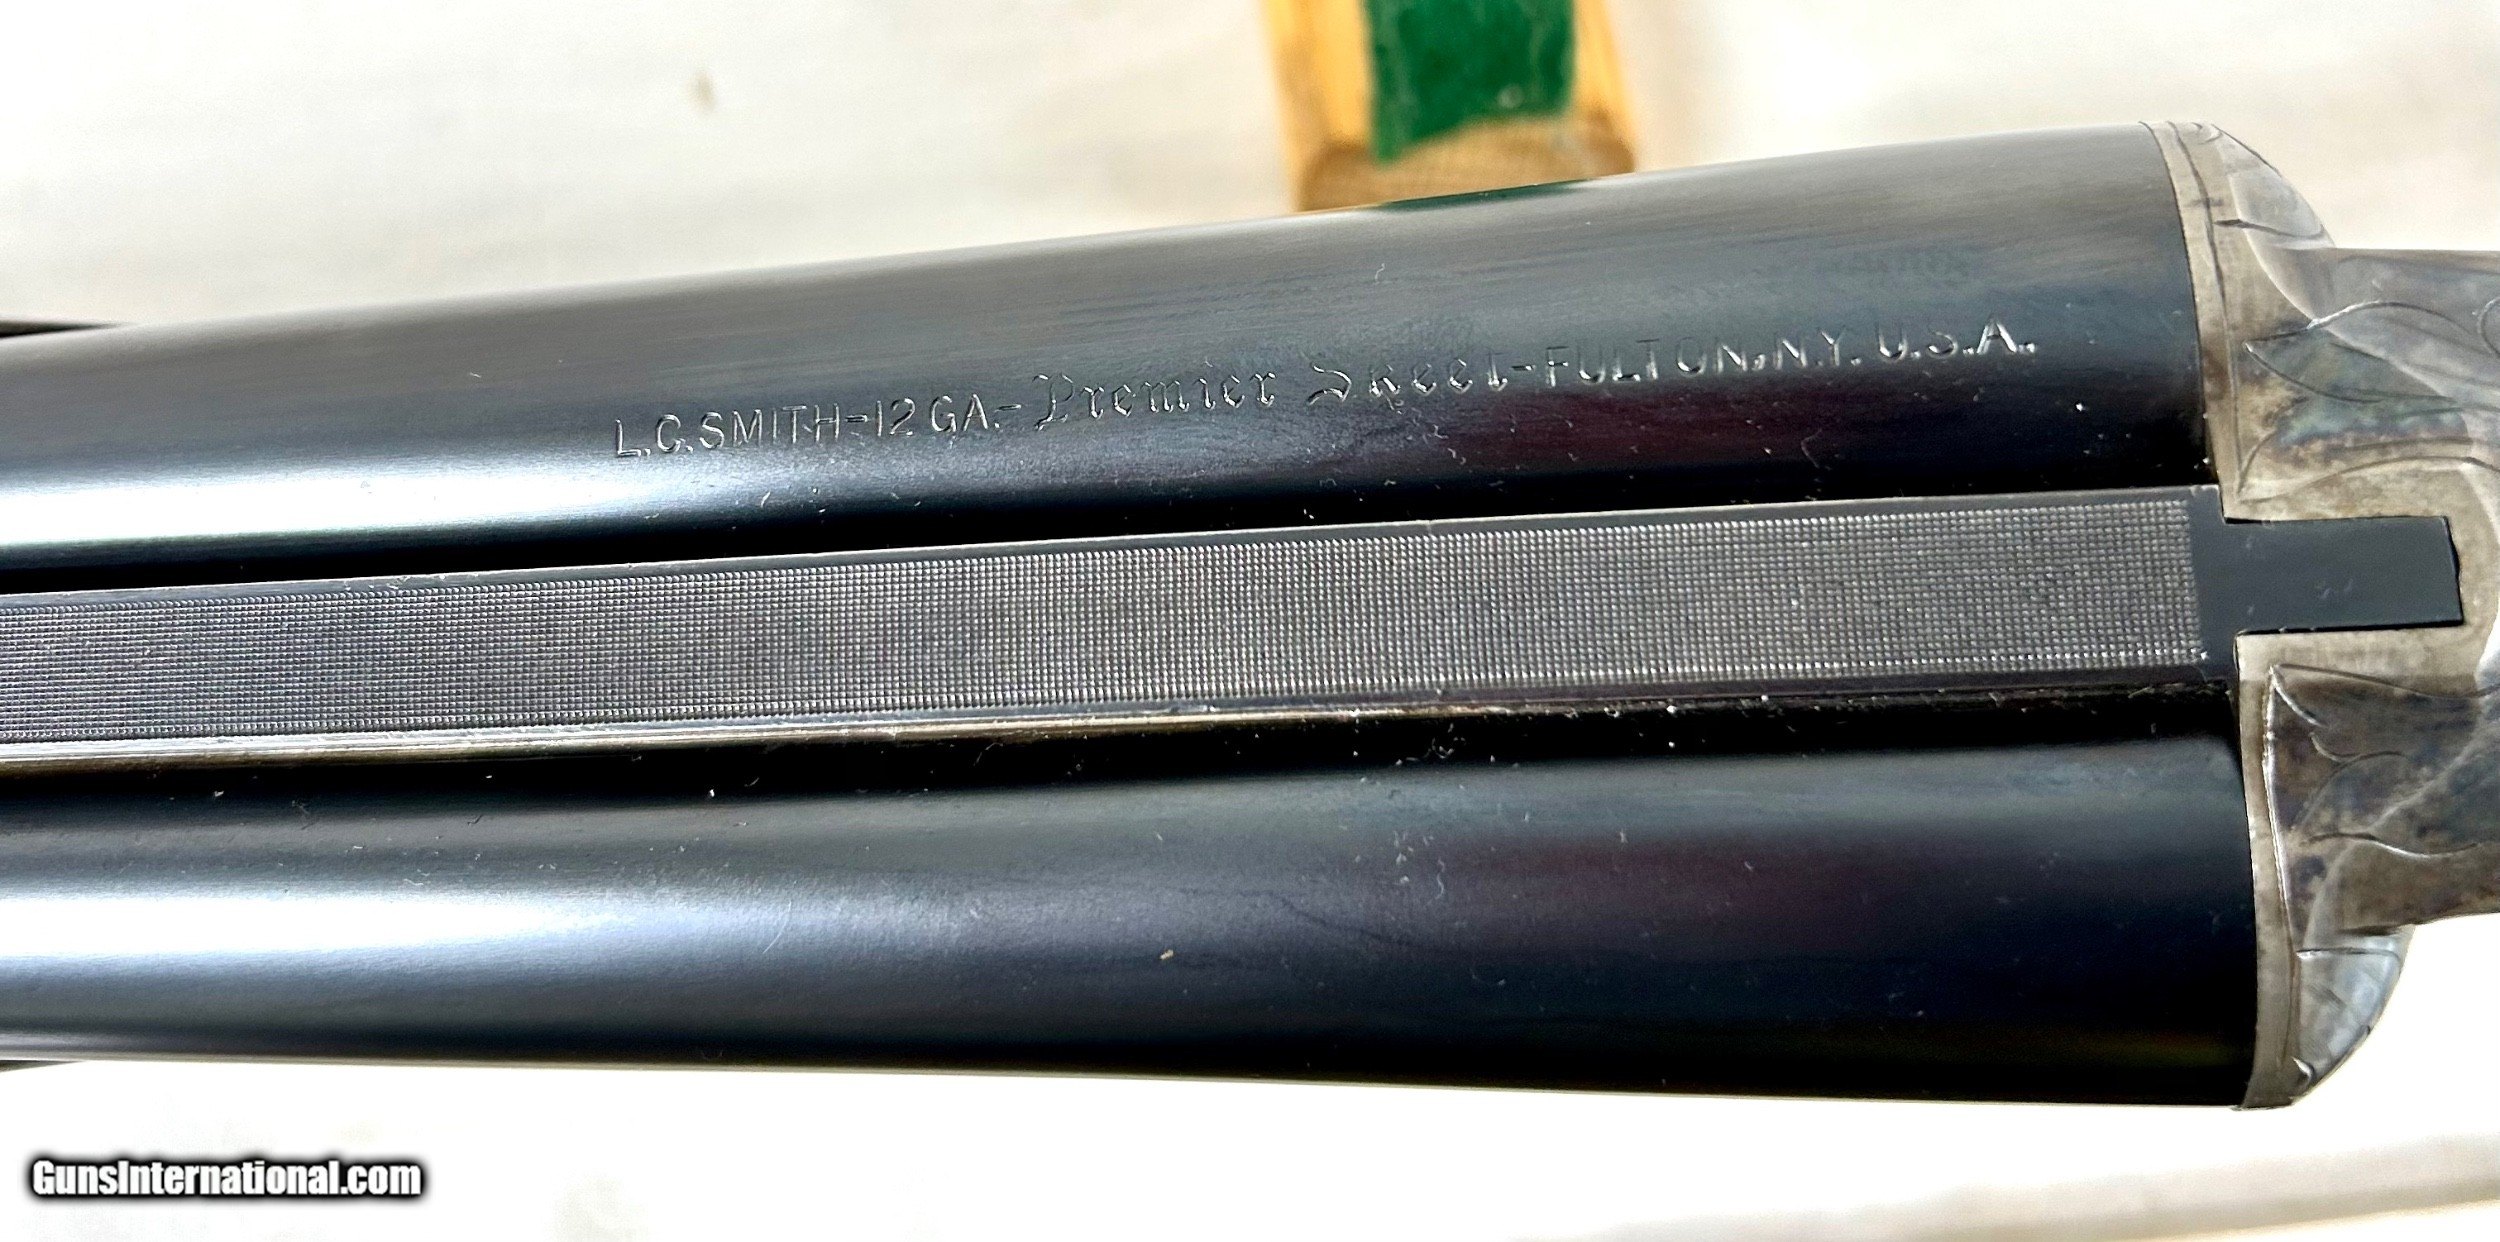 L.C. SMITH-12 GA.-Premier Skeet-FULTON, N.Y. U.S.A.
GunsInternational.com